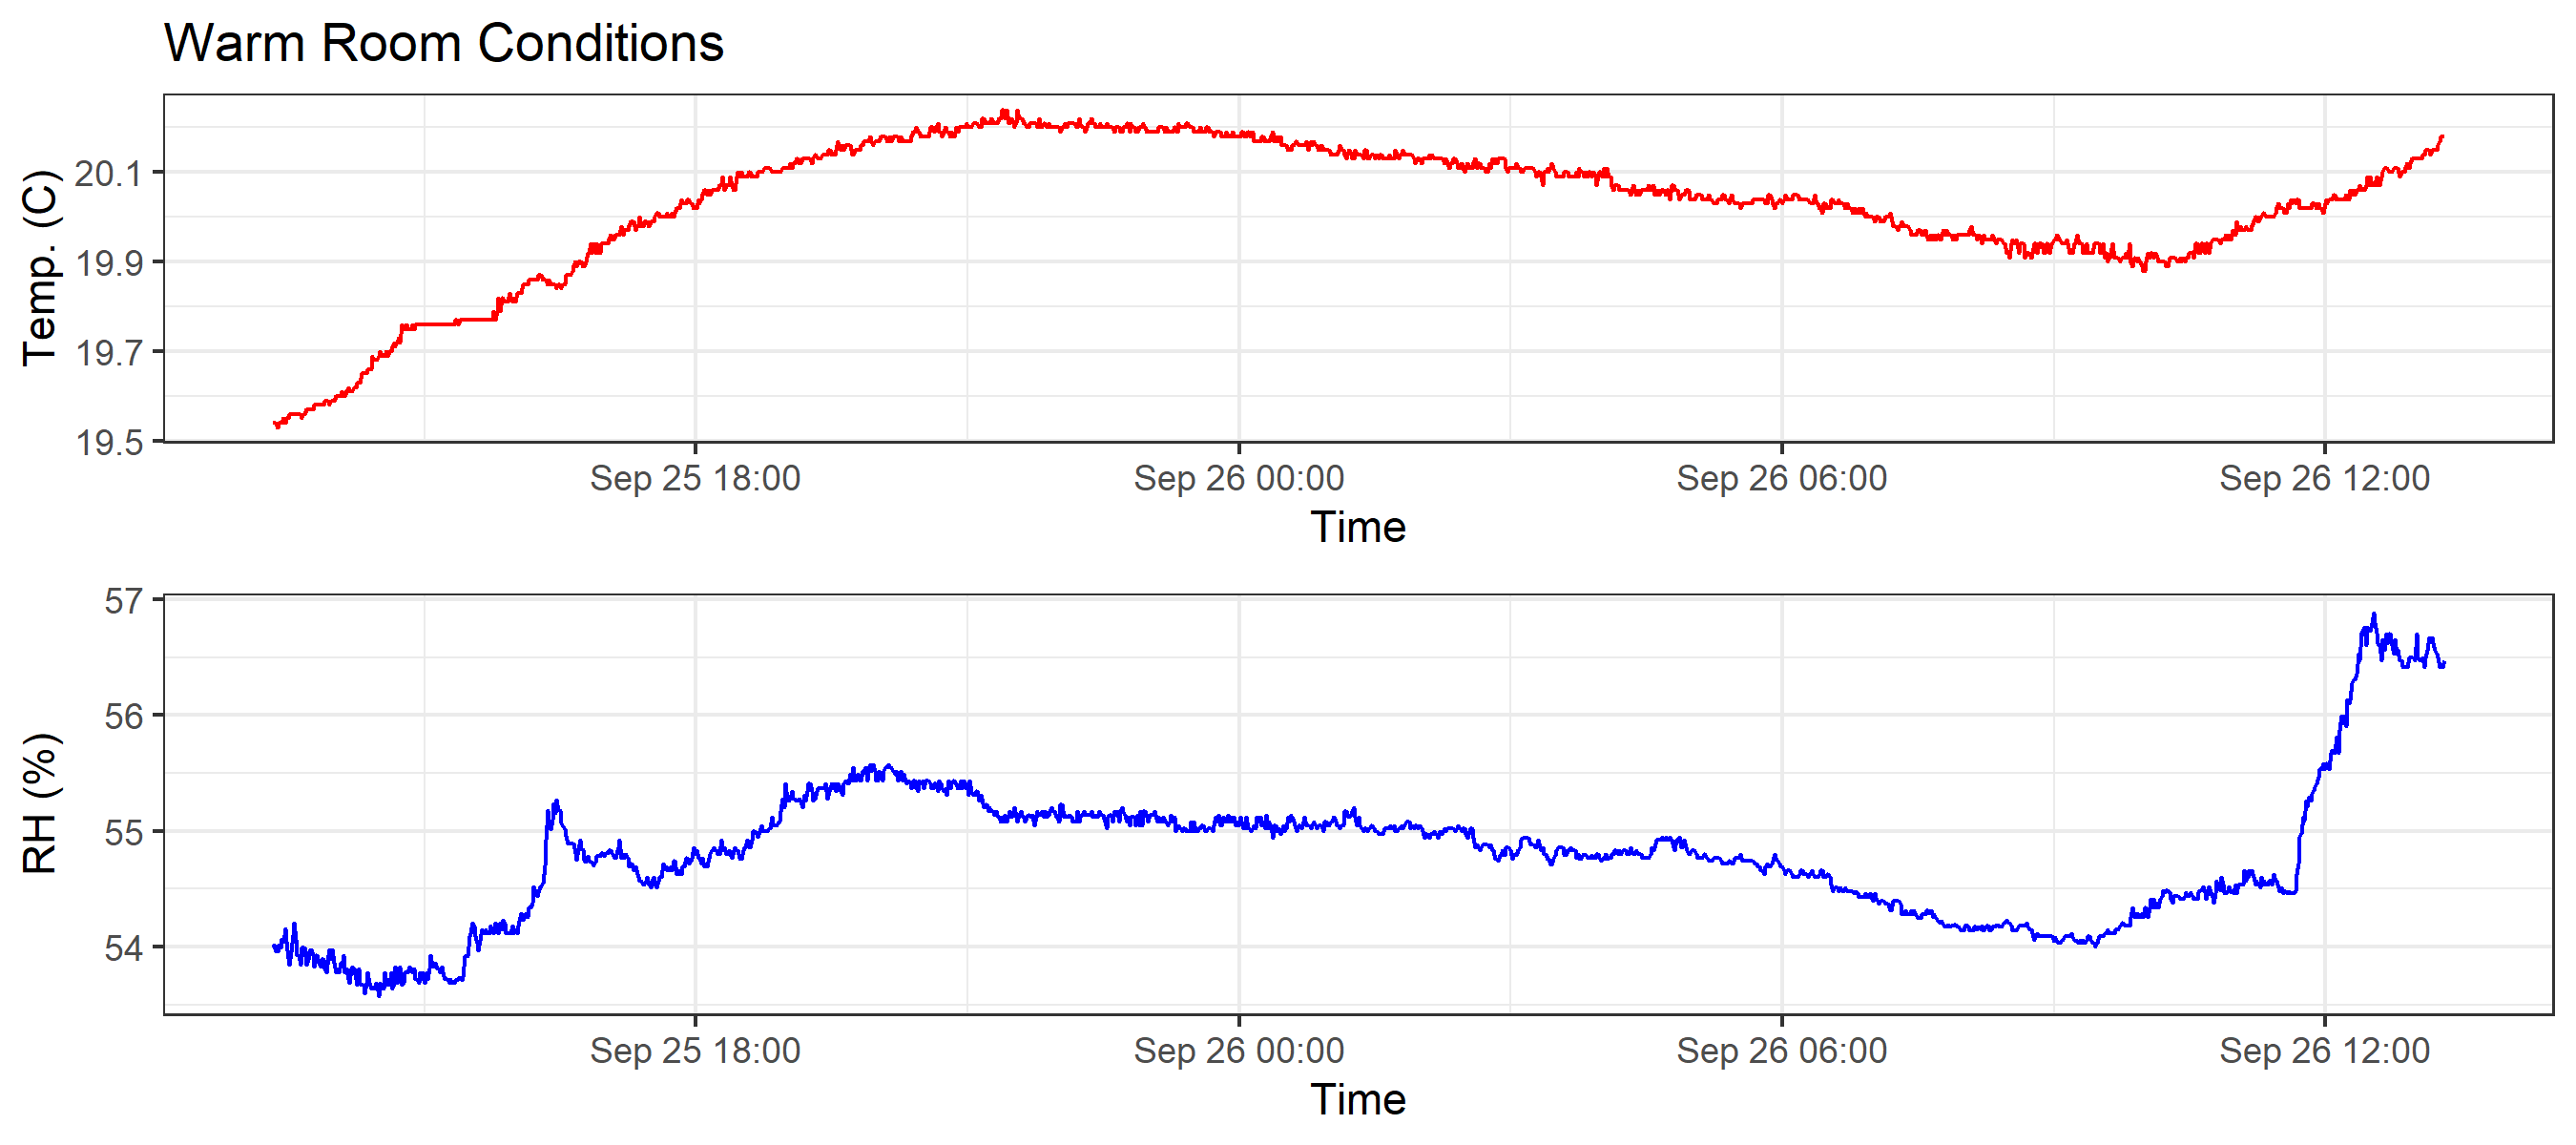 Warm Room Conditions
Temp. (C)
20.1
19.9
19.7
19.5
Sep 25 18:00 Sep 26 00:00 Sep 26 06:00 Sep 26 12:00
Time
RH (%)
57
56
55
54
Sep 25 18:00 Sep 26 00:00 Sep 26 06:00 Sep 26 12:00
Time